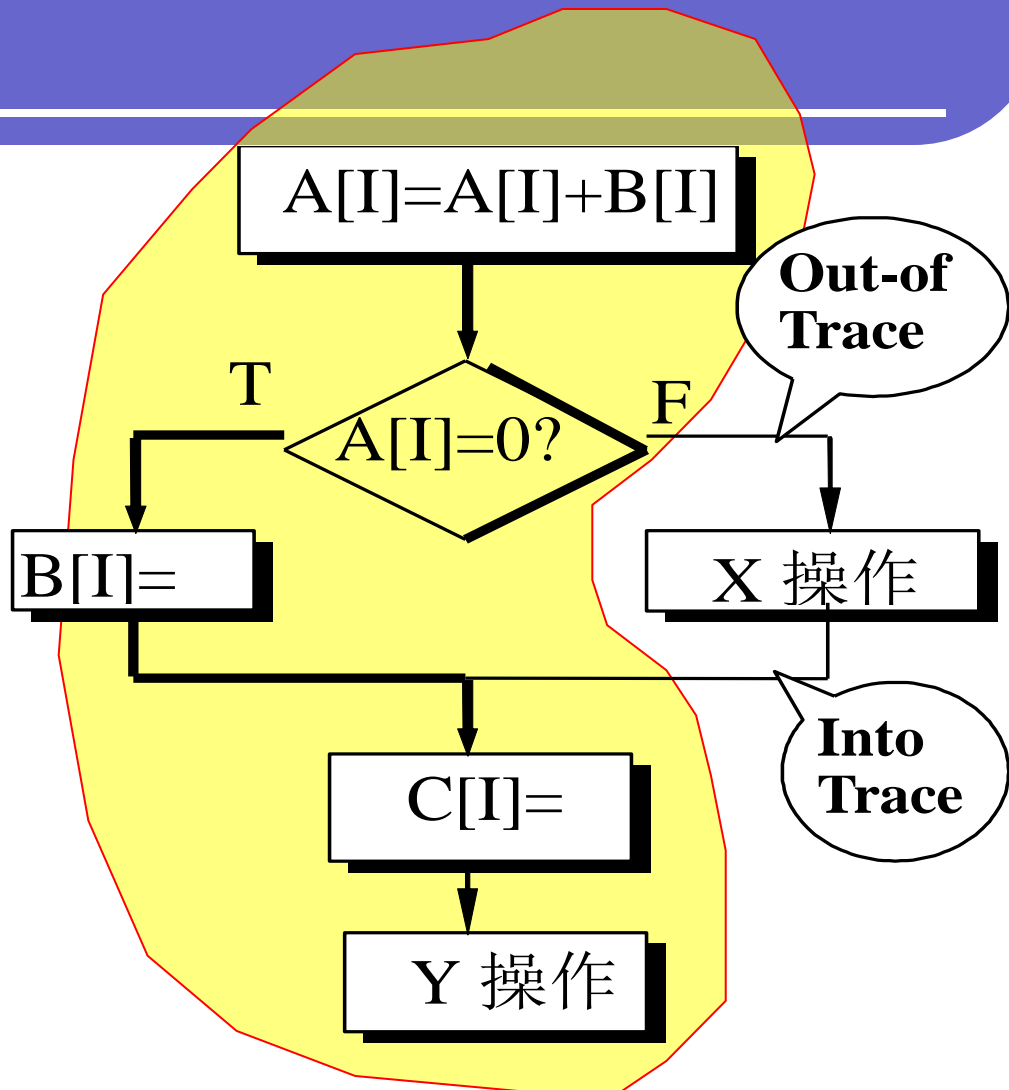 A[I]=A[I]+B[I]
Out-of
Trace
T
F
A[I]=0?
B[I]=
X 操作
Into
Trace
C[I]=
Y 操作